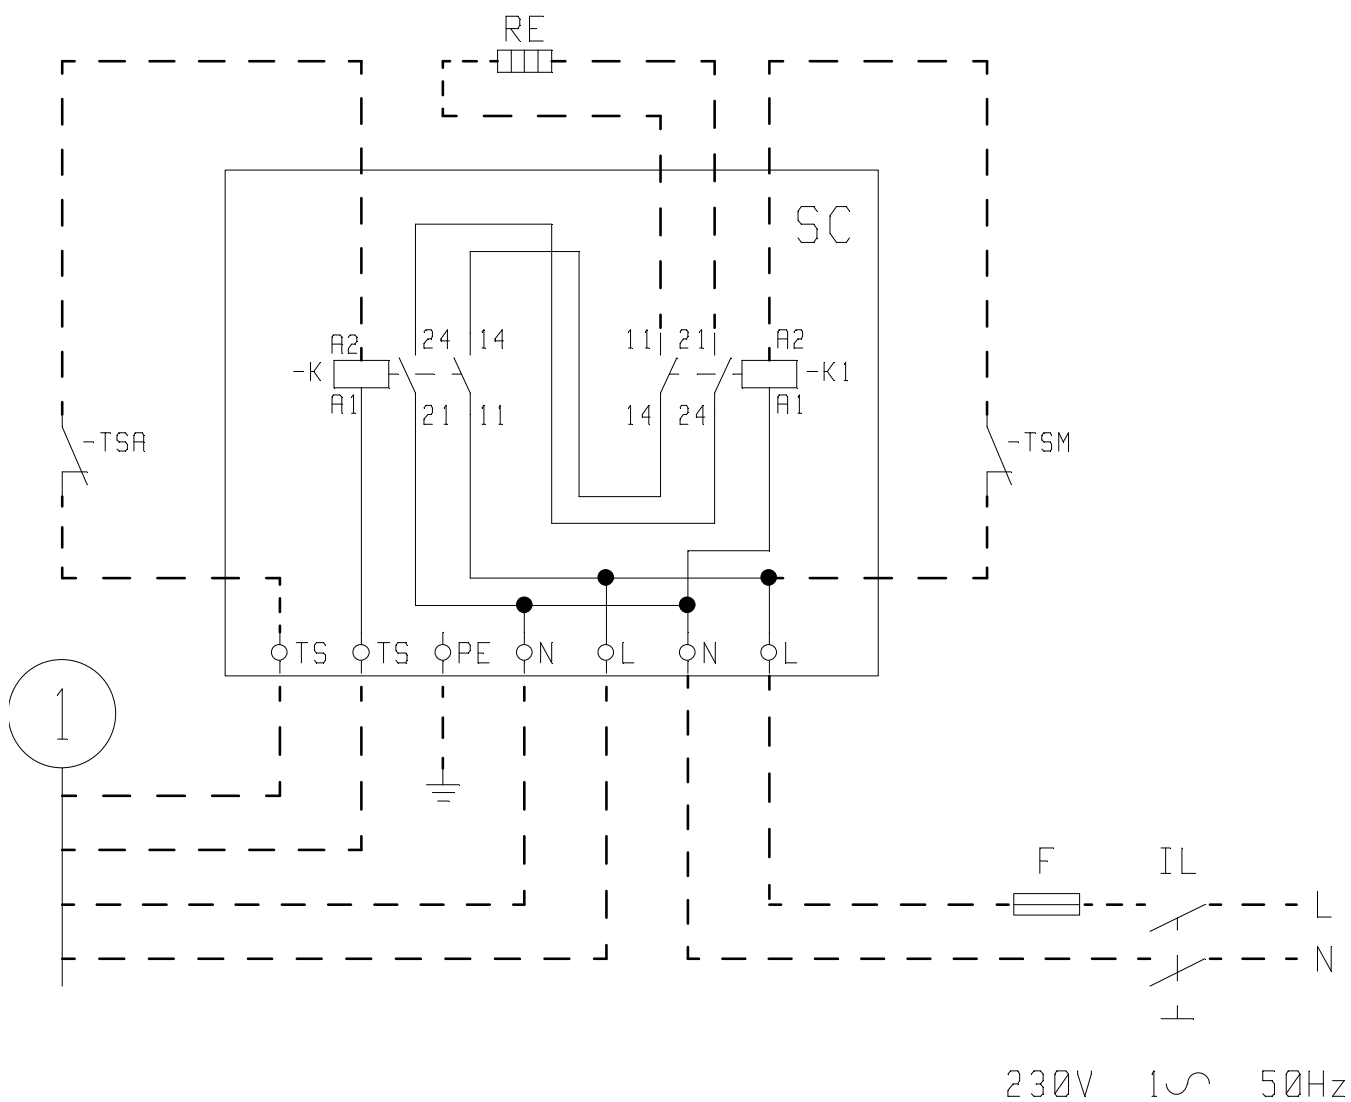 RE
SC
A2 24 14 11 21 A2
-K -K1
A1 21 11 14 24 A1
-TSA -TSM
TS TS PE N L N L
1
F IL
L
N
230V 1∿ 50Hz